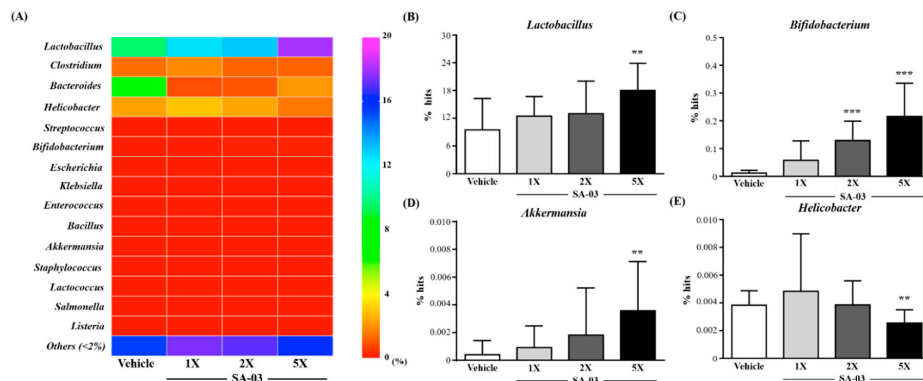 (A)
Lactobacillus
Clostridium
Bacteroides
Helicobacter
Streptococcus
Bifidobacterium
Escherichia
Klebsiella
Enterococcus
Bacillus
Akkermansia
Staphylococcus
Lactococcus
Salmonella
Listeria
Others (<2%)
Vehicle 1X 2X 5X
SA-03
20
16
12
8
4
0
(%)
(B)
Lactobacillus
% hits
30
24
18
12
6
0
**
Vehicle 1X 2X 5X
SA-03
(C)
Bifidobacterium
% hits
0.5
0.4
0.3
0.2
0.1
0.0
***
***
Vehicle 1X 2X 5X
SA-03
(D)
Akkermansia
% hits
0.010
0.008
0.006
0.004
0.002
0.000
**
Vehicle 1X 2X 5X
SA-03
(E)
Helicobacter
% hits
0.010
0.008
0.006
0.004
0.002
0.000
**
Vehicle 1X 2X 5X
SA-03